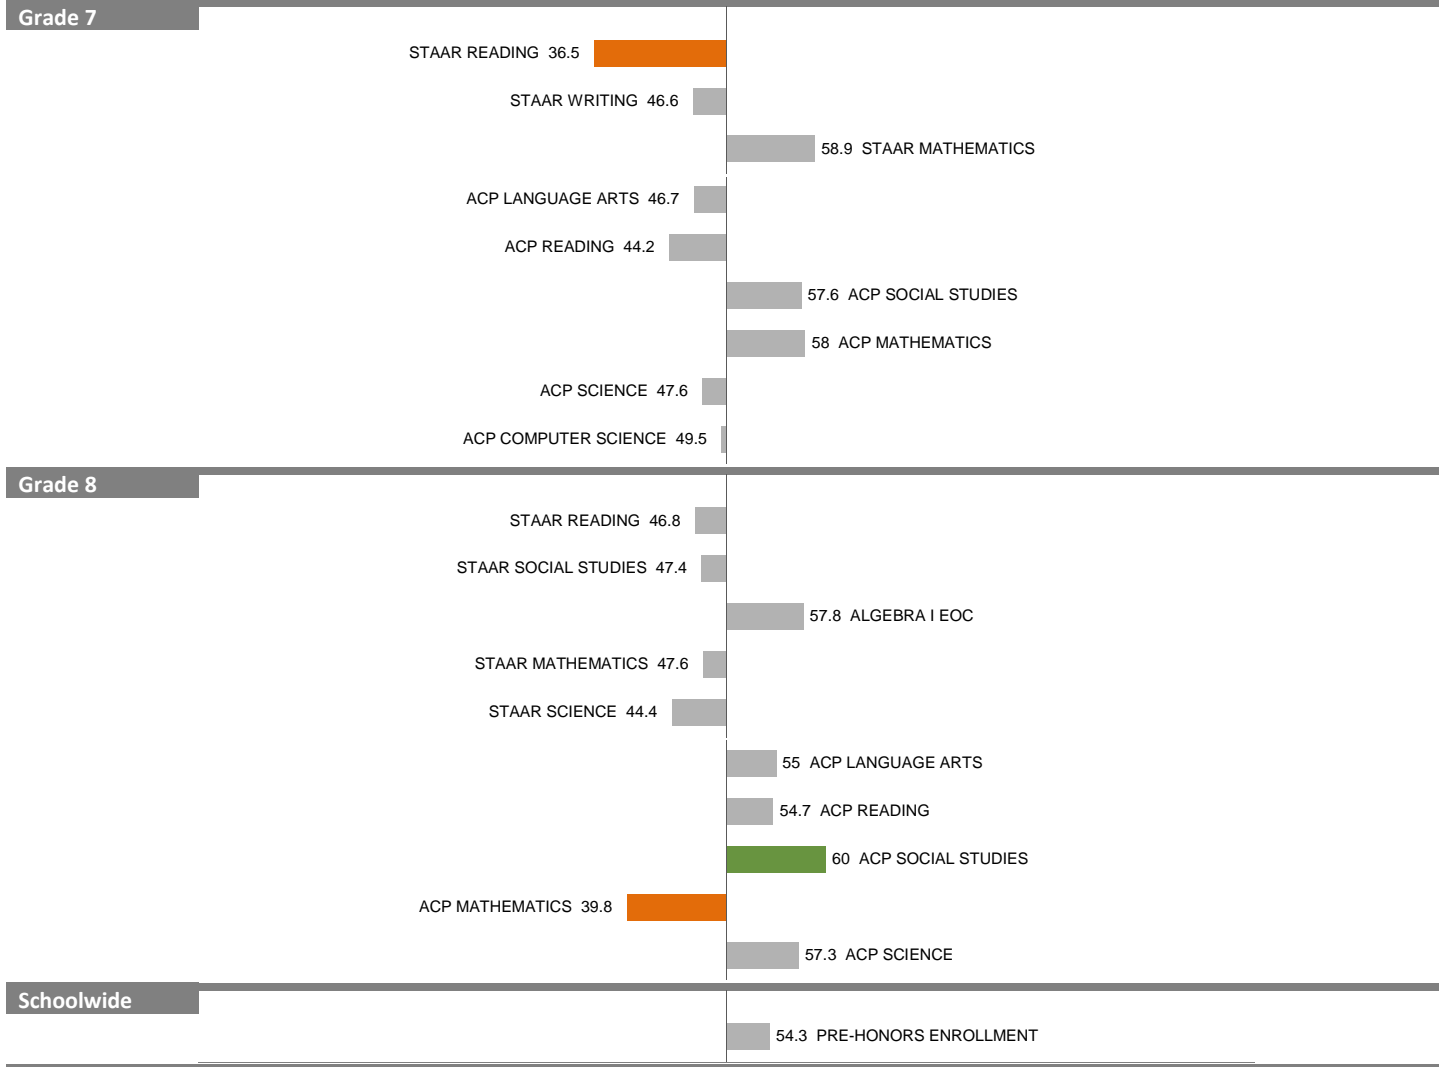 Grade 7
STAAR READING 36.5
STAAR WRITING 46.6
58.9 STAAR MATHEMATICS
ACP LANGUAGE ARTS 46.7
ACP READING 44.2
57.6 ACP SOCIAL STUDIES
58 ACP MATHEMATICS
ACP SCIENCE 47.6
ACP COMPUTER SCIENCE 49.5
Grade 8
STAAR READING 46.8
STAAR SOCIAL STUDIES 47.4
57.8 ALGEBRA I EOC
STAAR MATHEMATICS 47.6
STAAR SCIENCE 44.4
55 ACP LANGUAGE ARTS
54.7 ACP READING
60 ACP SOCIAL STUDIES
ACP MATHEMATICS 39.8
57.3 ACP SCIENCE
Schoolwide
54.3 PRE-HONORS ENROLLMENT